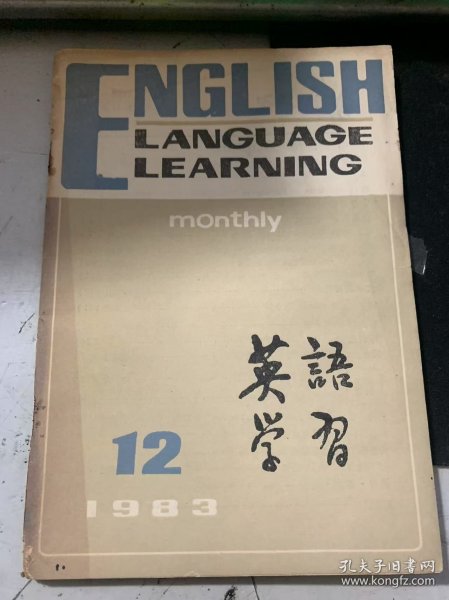 ENGLISH
LANGUAGE
LEARNING
monthly
英語
学習
12
1983
孔夫子旧书网
www.kongfz.com